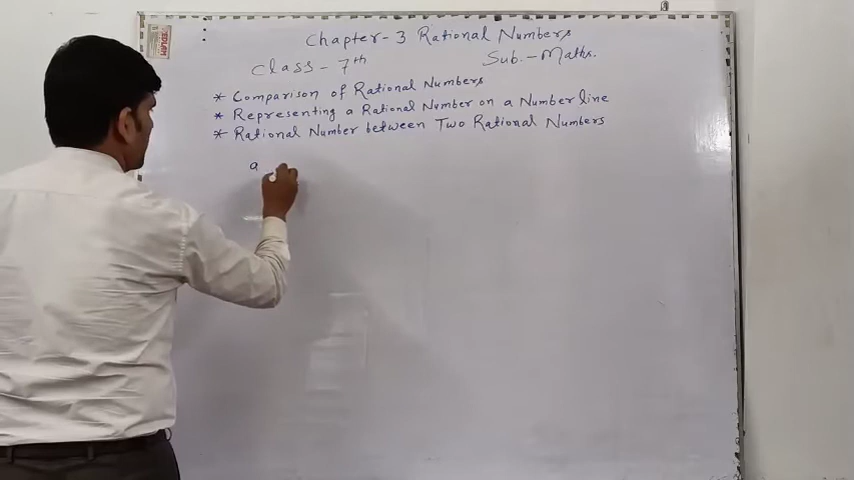 Chapter-3 Rational Numbers
Class-7th
Sub.-Maths.
* Comparison of Rational Numbers
* Representing a Rational Number on a Number line
* Rational Number between Two Rational Numbers
a